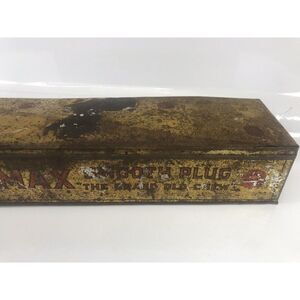 MAX SMOOTH PLUG
THE GRAND OLD CHEW